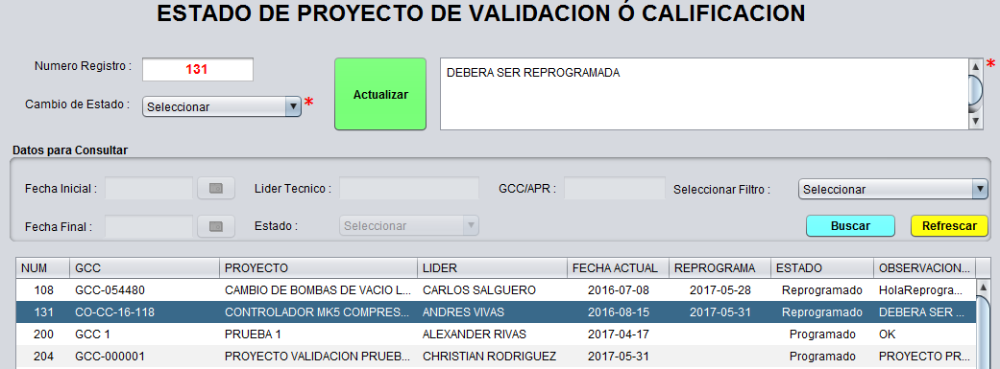 ESTADO DE PROYECTO DE VALIDACION Ó CALIFICACION
Numero Registro : 131
DEBERA SER REPROGRAMADA *
Actualizar
Cambio de Estado : Seleccionar *
Datos para Consultar
Fecha Inicial : Lider Tecnico : GCC/APR : Seleccionar Filtro : Seleccionar
Fecha Final : Estado : Seleccionar Buscar Refrescar
NUM GCC PROYECTO LIDER FECHA ACTUAL REPROGRAMA ESTADO OBSERVACION...
108 GCC-054480 CAMBIO DE BOMBAS DE VACIO L... CARLOS SALGUERO 2016-07-08 2017-05-28 Reprogramado HolaReprogra...
131 CO-CC-16-118 CONTROLADOR MK5 COMPRES... ANDRES VIVAS 2016-08-15 2017-05-31 Reprogramado DEBERA SER ...
200 GCC 1 PRUEBA 1 ALEXANDER RIVAS 2017-04-17 Programado OK
204 GCC-000001 PROYECTO VALIDACION PRUEB... CHRISTIAN RODRIGUEZ 2017-05-31 Programado PROYECTO PR...